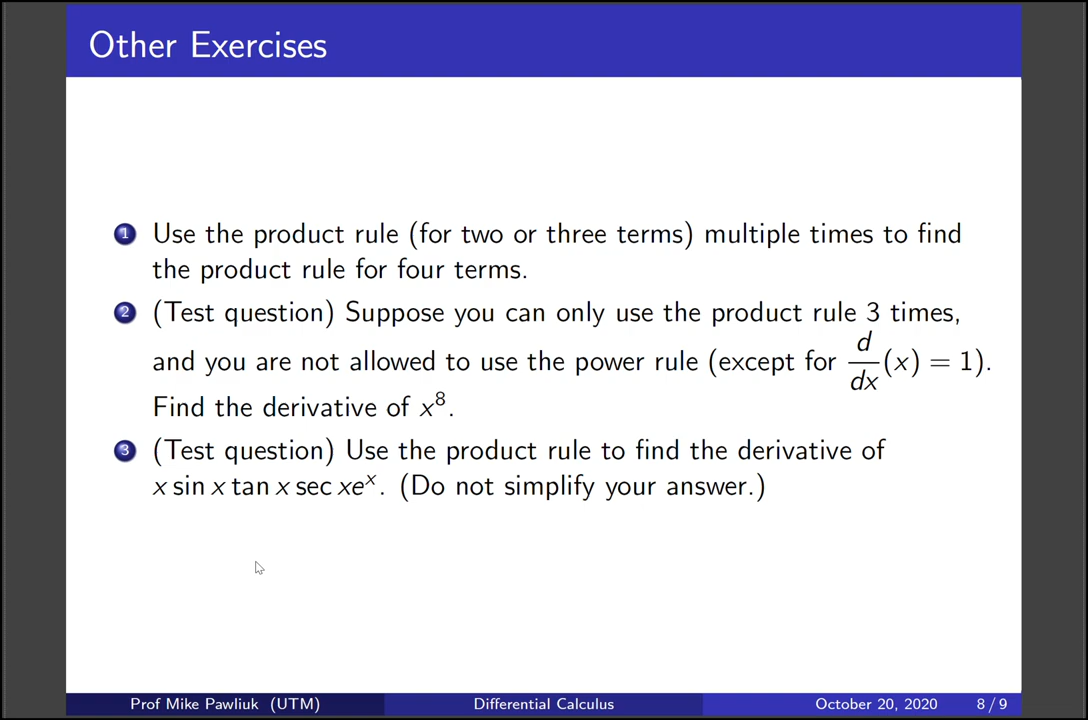 Other Exercises
1 Use the product rule (for two or three terms) multiple times to find
the product rule for four terms.
2 (Test question) Suppose you can only use the product rule 3 times,
and you are not allowed to use the power rule (except for d/dx (x) = 1).
Find the derivative of x⁸.
3 (Test question) Use the product rule to find the derivative of
x sin x tan x sec xeˣ. (Do not simplify your answer.)
Prof Mike Pawliuk (UTM) Differential Calculus October 20, 2020 8 / 9